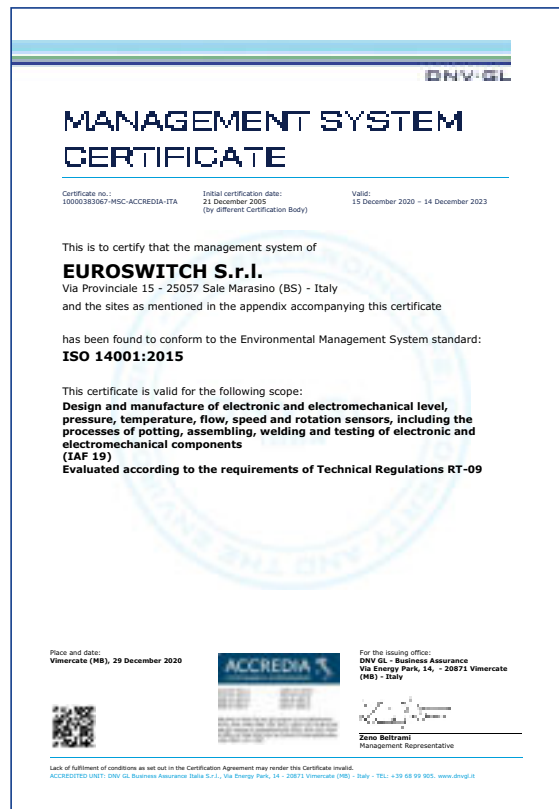 DNV·GL
MANAGEMENT SYSTEM
CERTIFICATE
Certificate no.:
10000383067-MSC-ACCREDIA-ITA
Initial certification date:
21 December 2005
(by different Certification Body)
Valid:
15 December 2020 – 14 December 2023
This is to certify that the management system of
EUROSWITCH S.r.l.
Via Provinciale 15 - 25057 Sale Marasino (BS) - Italy
and the sites as mentioned in the appendix accompanying this certificate
has been found to conform to the Environmental Management System standard:
ISO 14001:2015
This certificate is valid for the following scope:
Design and manufacture of electronic and electromechanical level,
pressure, temperature, flow, speed and rotation sensors, including the
processes of potting, assembling, welding and testing of electronic and
electromechanical components
(IAF 19)
Evaluated according to the requirements of Technical Regulations RT-09
Place and date:
Vimercate (MB), 29 December 2020
ACCREDIA
For the issuing office:
DNV GL - Business Assurance
Via Energy Park, 14, - 20871 Vimercate
(MB) - Italy
Zeno Beltrami
Management Representative
Lack of fulfilment of conditions as set out in the Certification Agreement may render this Certificate invalid.
ACCREDITED UNIT: DNV GL Business Assurance Italia S.r.l., Via Energy Park, 14 - 20871 Vimercate (MB) - Italy - TEL: +39 68 99 905. www.dnvgl.it